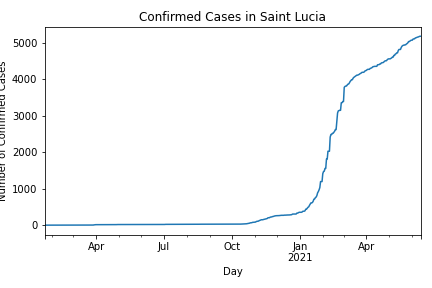 Confirmed Cases in Saint Lucia
Number of Confirmed Cases
5000
4000
3000
2000
1000
0
Apr
Jul
Oct
Jan
2021
Apr
Day